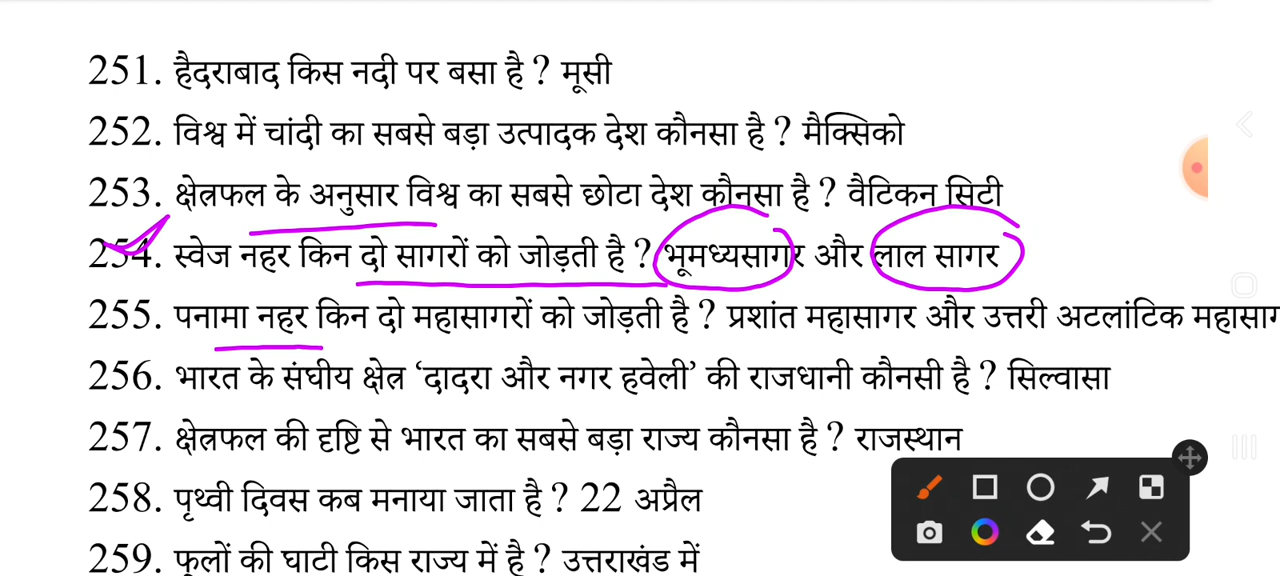 251. हैदराबाद किस नदी पर बसा है ? मूसी
252. विश्व में चांदी का सबसे बड़ा उत्पादक देश कौनसा है ? मैक्सिको
253. क्षेत्रफल के अनुसार विश्व का सबसे छोटा देश कौनसा है ? वैटिकन सिटी
254. स्वेज नहर किन दो सागरों को जोड़ती है ? भूमध्यसागर और लाल सागर
255. पनामा नहर किन दो महासागरों को जोड़ती है ? प्रशांत महासागर और उत्तरी अटलांटिक महासाग
256. भारत के संघीय क्षेत्र ‘दादरा और नगर हवेली’ की राजधानी कौनसी है ? सिल्वासा
257. क्षेत्रफल की दृष्टि से भारत का सबसे बड़ा राज्य कौनसा है ? राजस्थान
258. पृथ्वी दिवस कब मनाया जाता है ? 22 अप्रैल
259. फूलों की घाटी किस राज्य में है ? उत्तराखंड में